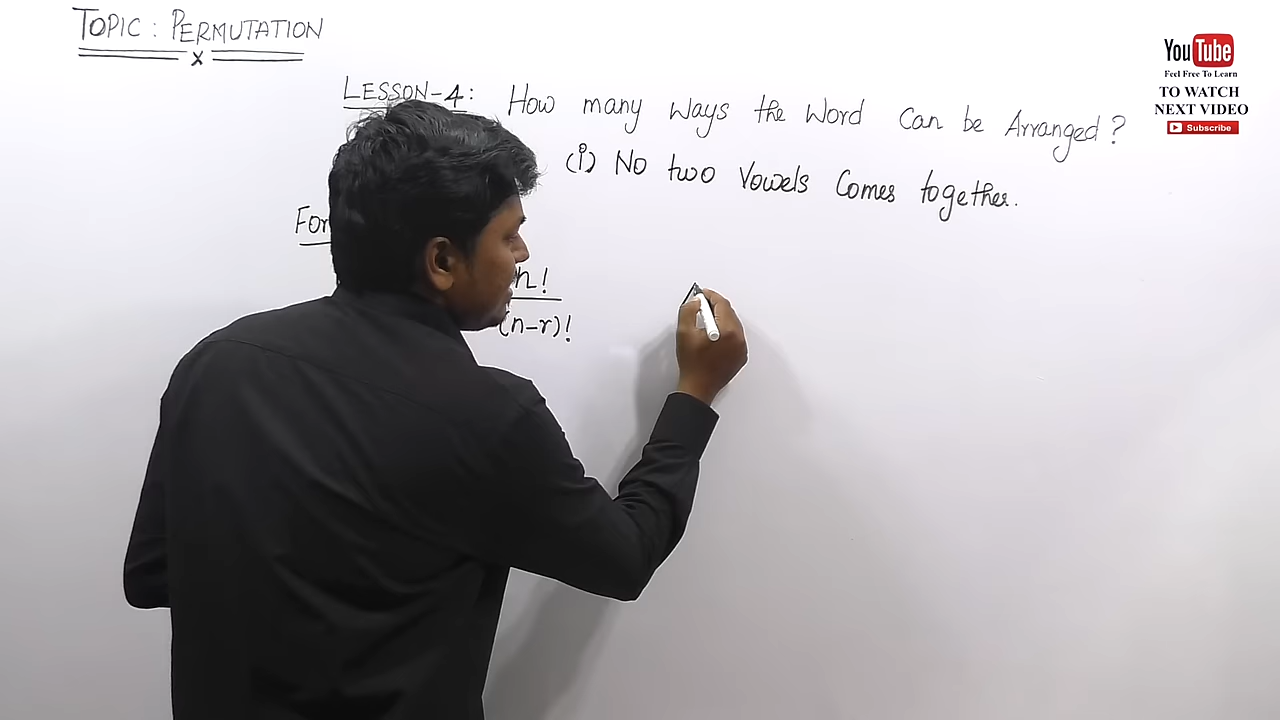 TOPIC : PERMUTATION
x
LESSON-4: How many ways the Word Can be Arranged?
(i) No two Vowels Comes together.
n!
(n-r)!
YouTube
Feel Free To Learn
TO WATCH
NEXT VIDEO
Subscribe